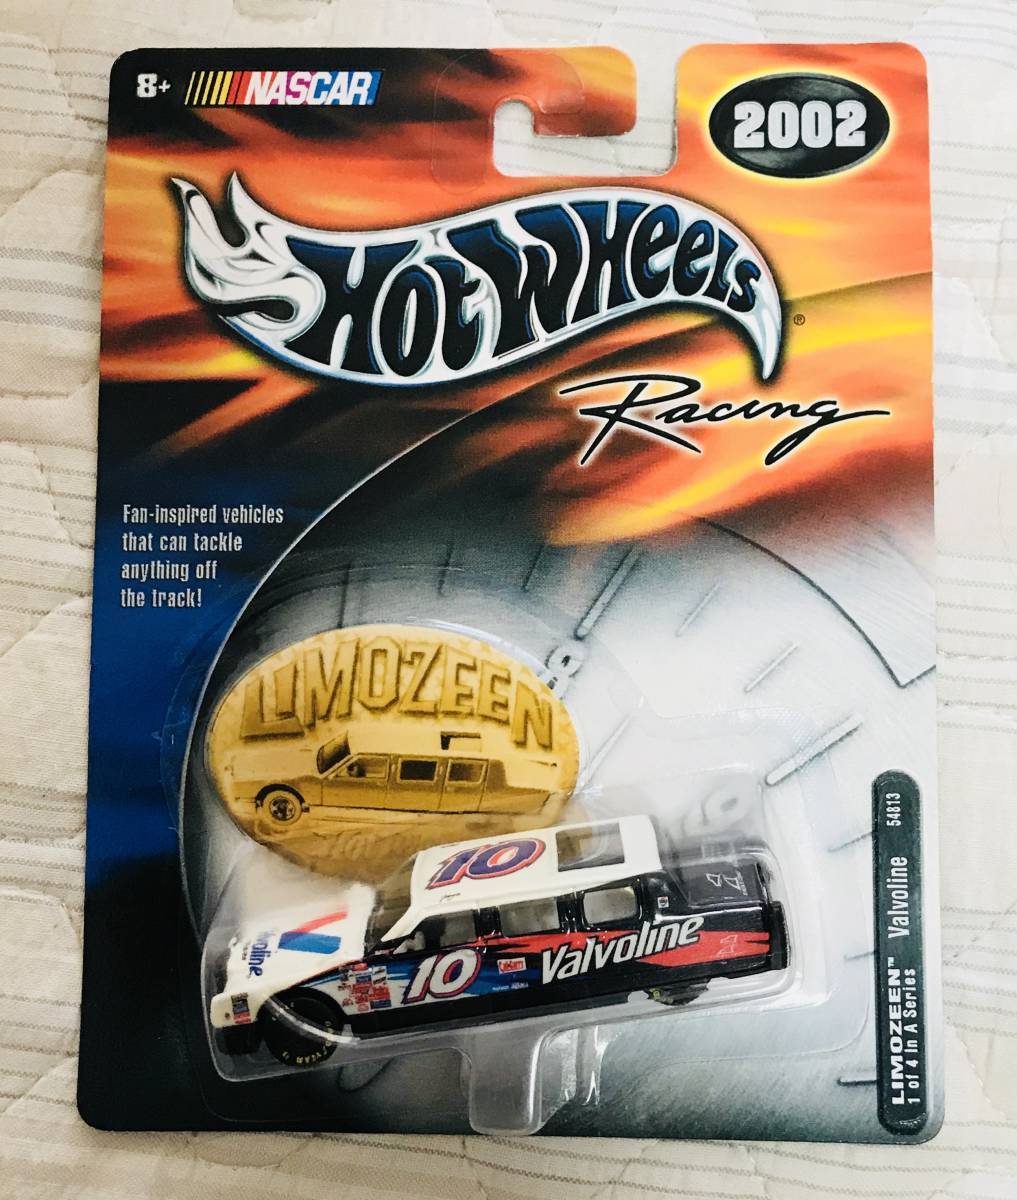 8+ NASCAR
2002
HOT WHEELS ®
Racing
Fan-inspired vehicles
that can tackle
anything off
the track!
LIMOZEEN
10
10
Valvoline
Valvoline
LIMOZEEN™ Valvoline 54813
1 of 4 in A Series